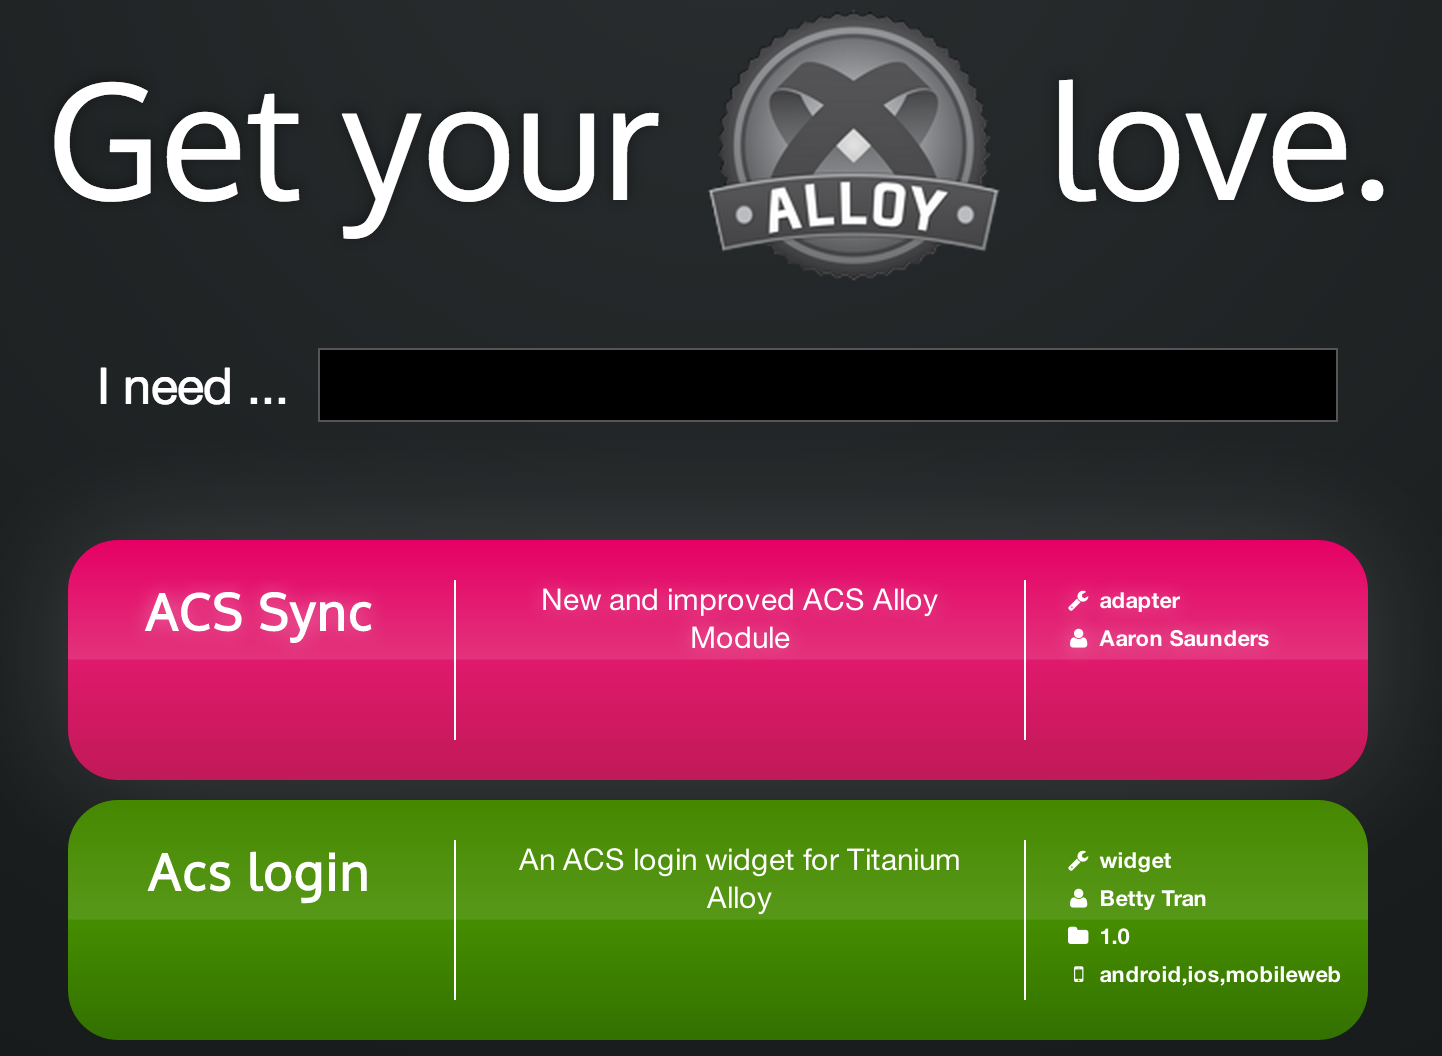 Get your ALLOY love.
I need ...
ACS Sync
New and improved ACS Alloy
Module
adapter
Aaron Saunders
Acs login
An ACS login widget for Titanium
Alloy
widget
Betty Tran
1.0
android,ios,mobileweb